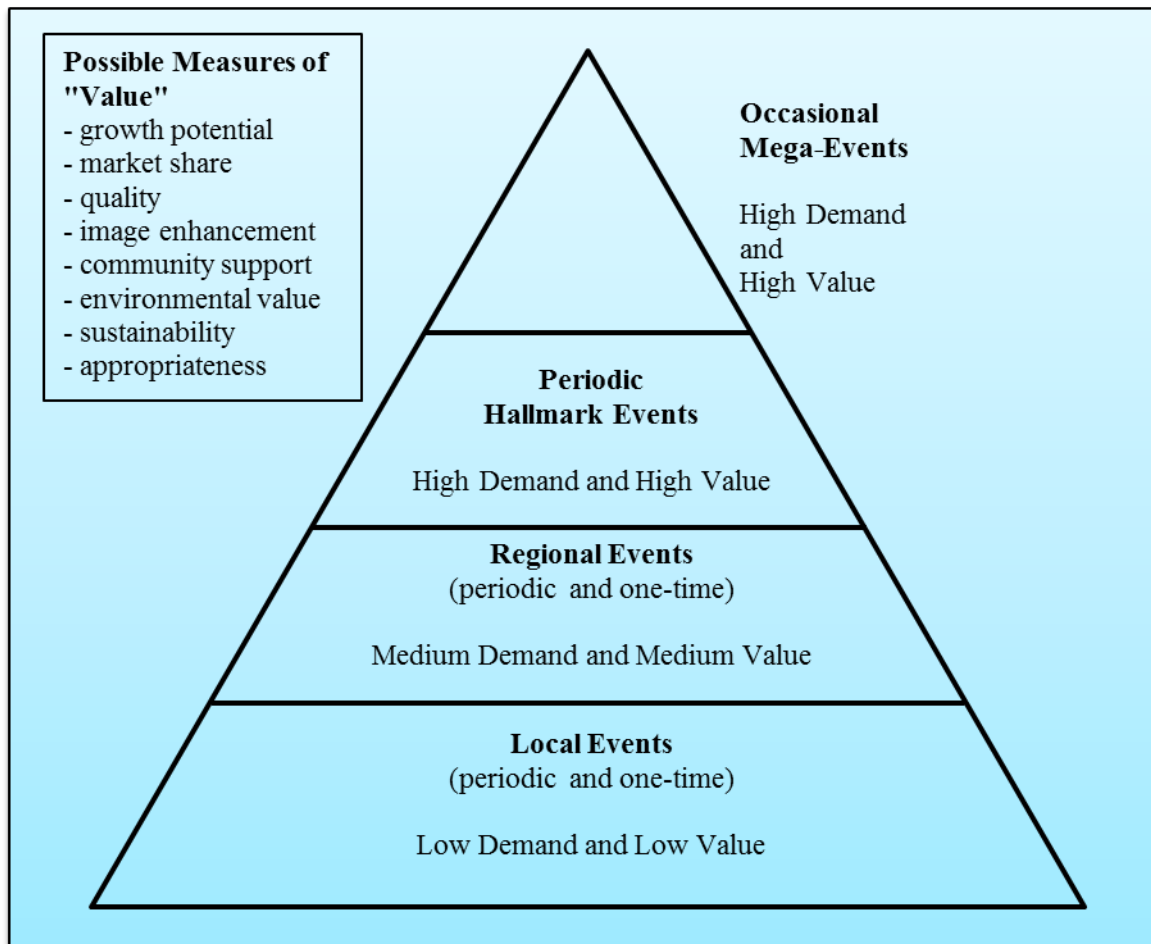 Possible Measures of
"Value"
- growth potential
- market share
- quality
- image enhancement
- community support
- environmental value
- sustainability
- appropriateness
Occasional
Mega-Events
High Demand
and
High Value
Periodic
Hallmark Events
High Demand and High Value
Regional Events
(periodic and one-time)
Medium Demand and Medium Value
Local Events
(periodic and one-time)
Low Demand and Low Value